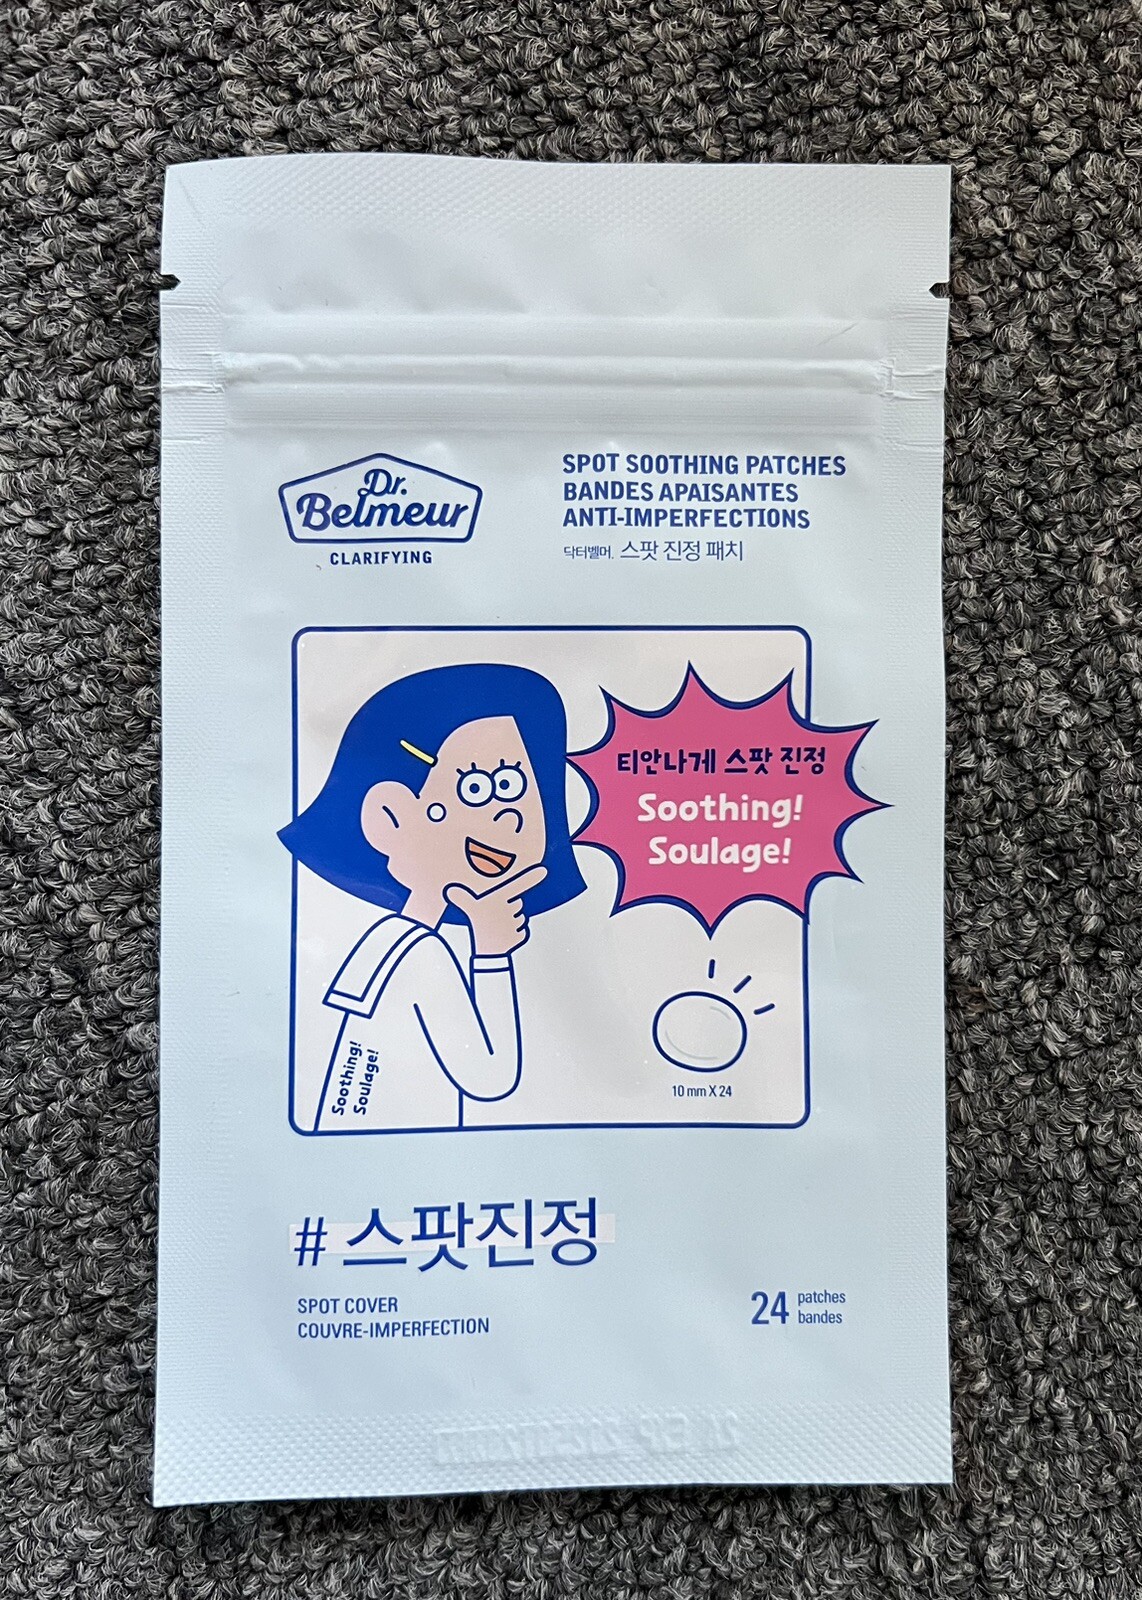 Dr.
Belmeur
CLARIFYING
SPOT SOOTHING PATCHES
BANDES APAISANTES
ANTI-IMPERFECTIONS
닥터벨머. 스팟 진정 패치
티안나게 스팟 진정
Soothing!
Soulage!
Soothing!
Soulage!
10 mm X 24
# 스팟진정
SPOT COVER
COUVRE-IMPERFECTION
24 patches
bandes